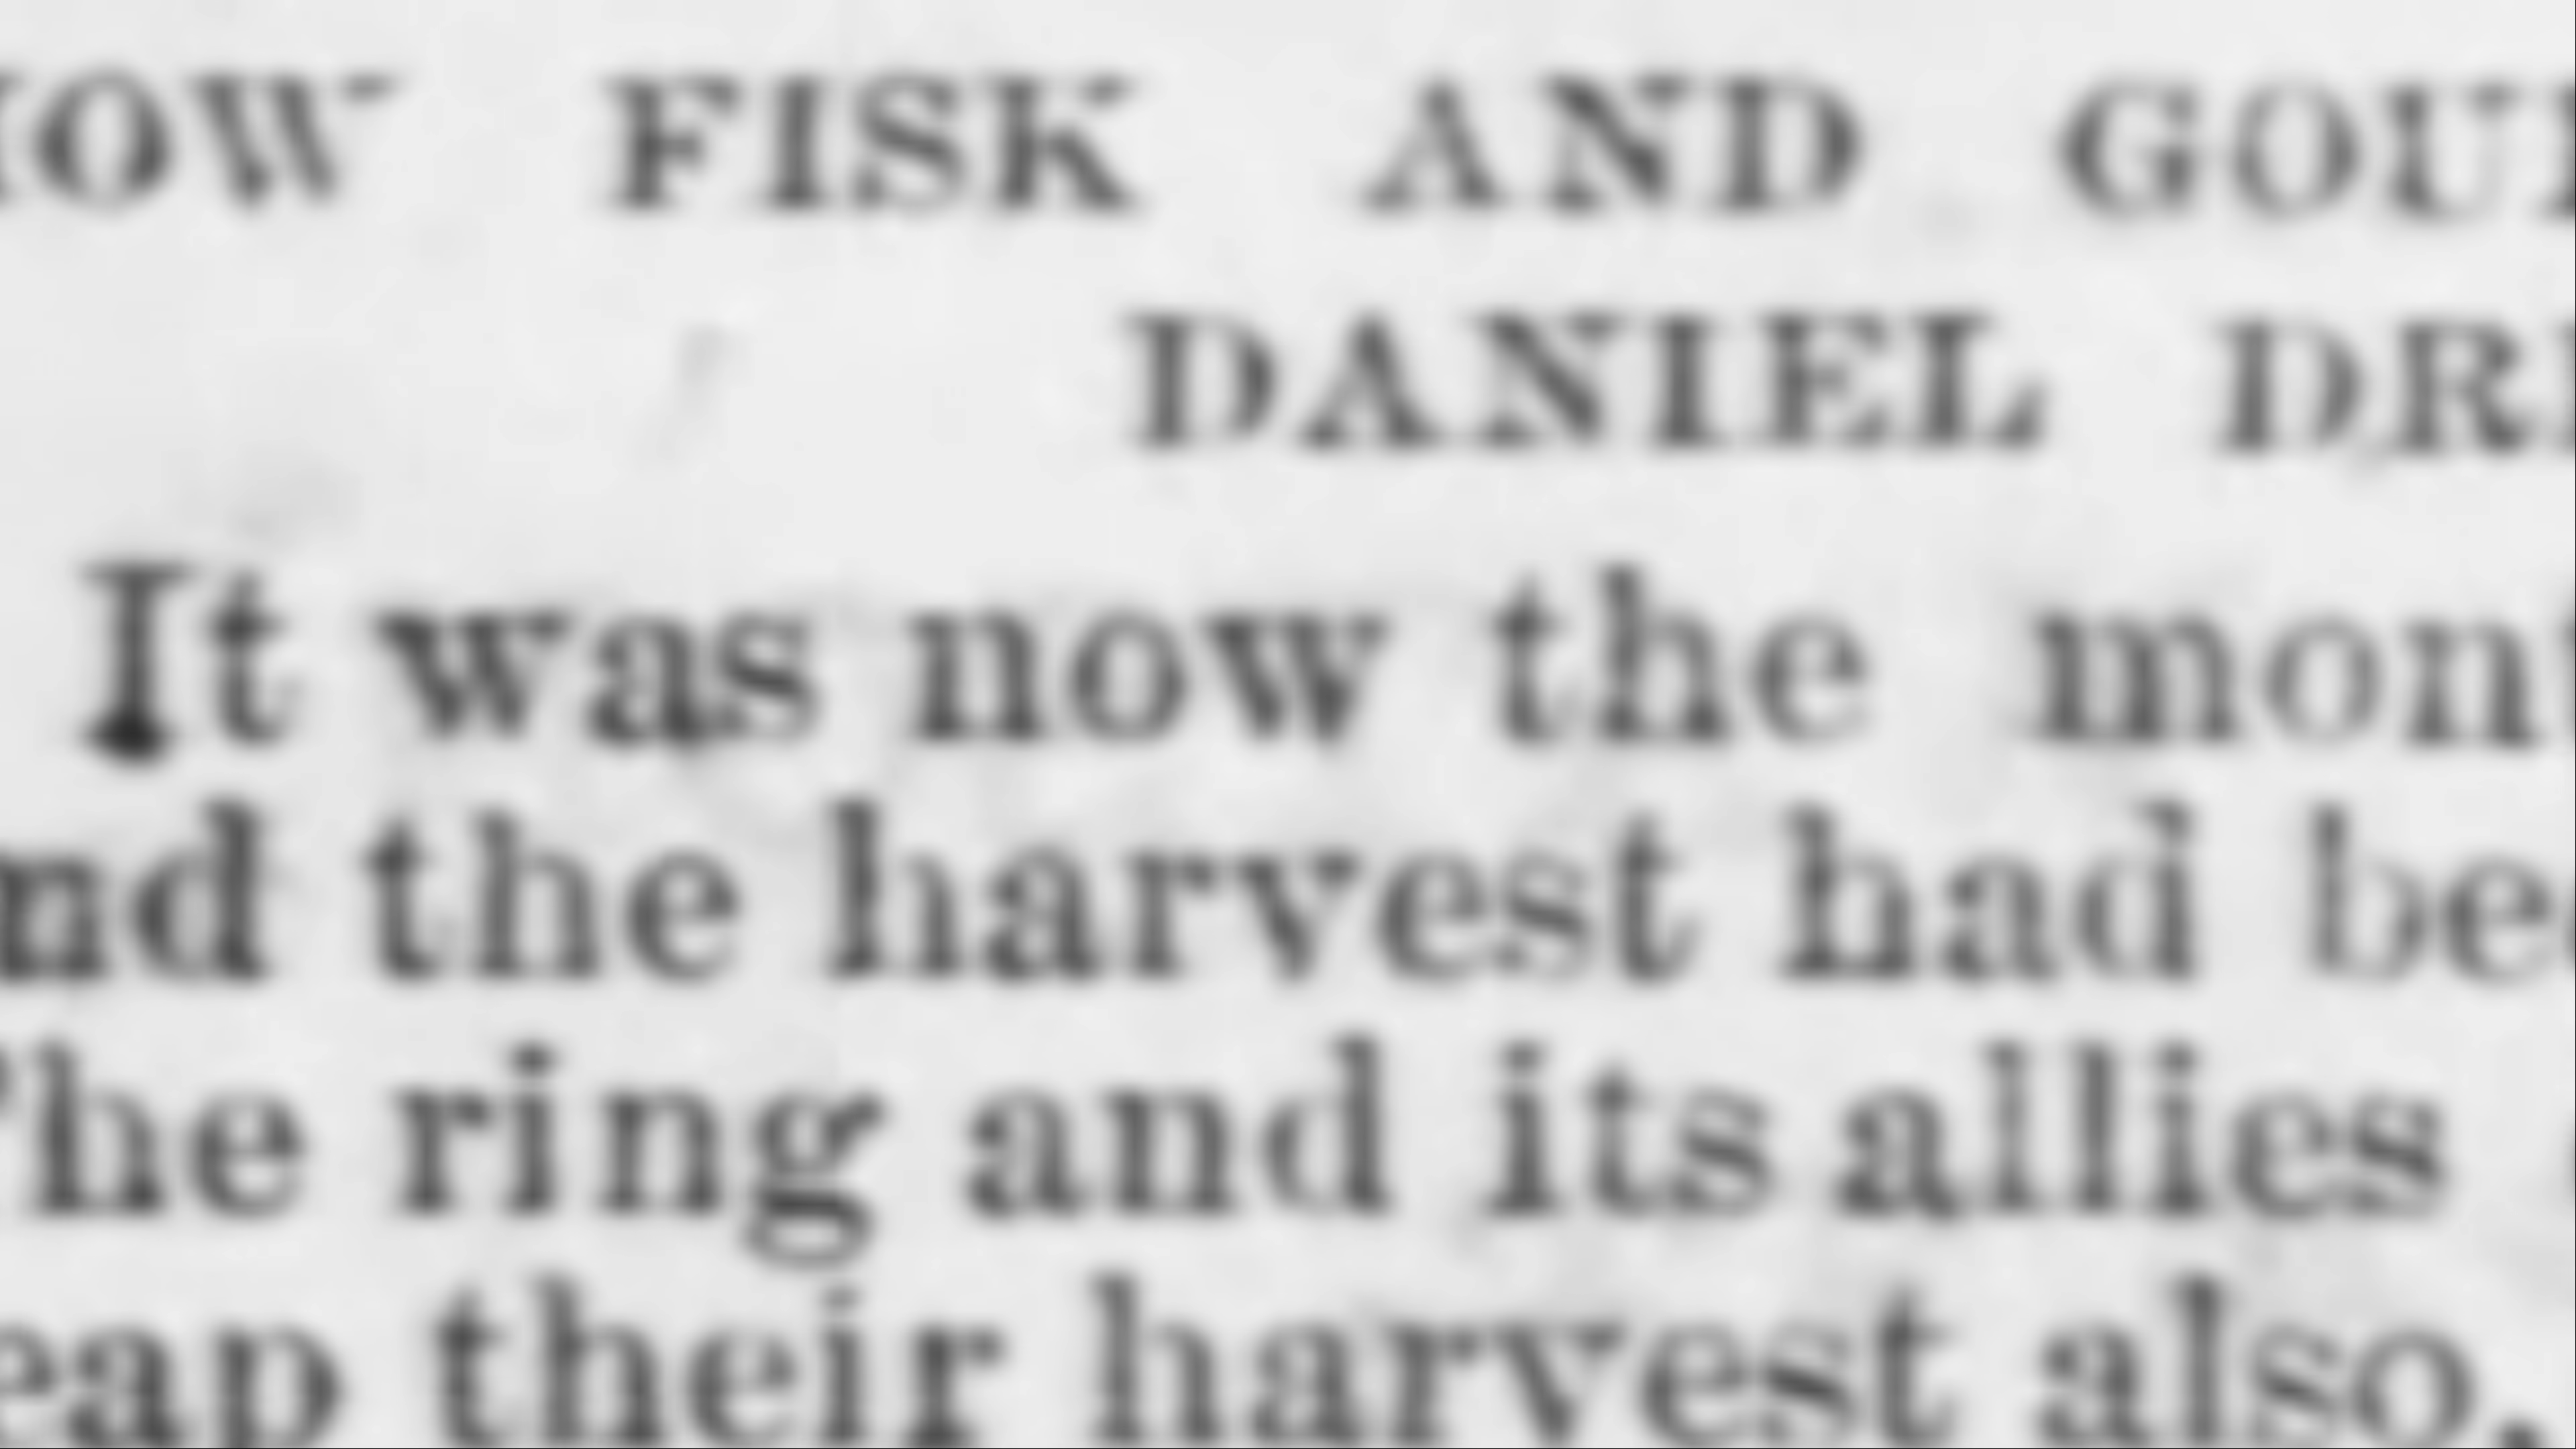 OW FISK AND GOU
DANIEL DR
It was now the mon
nd the harvest had be
he ring and its allies
eap their harvest also.